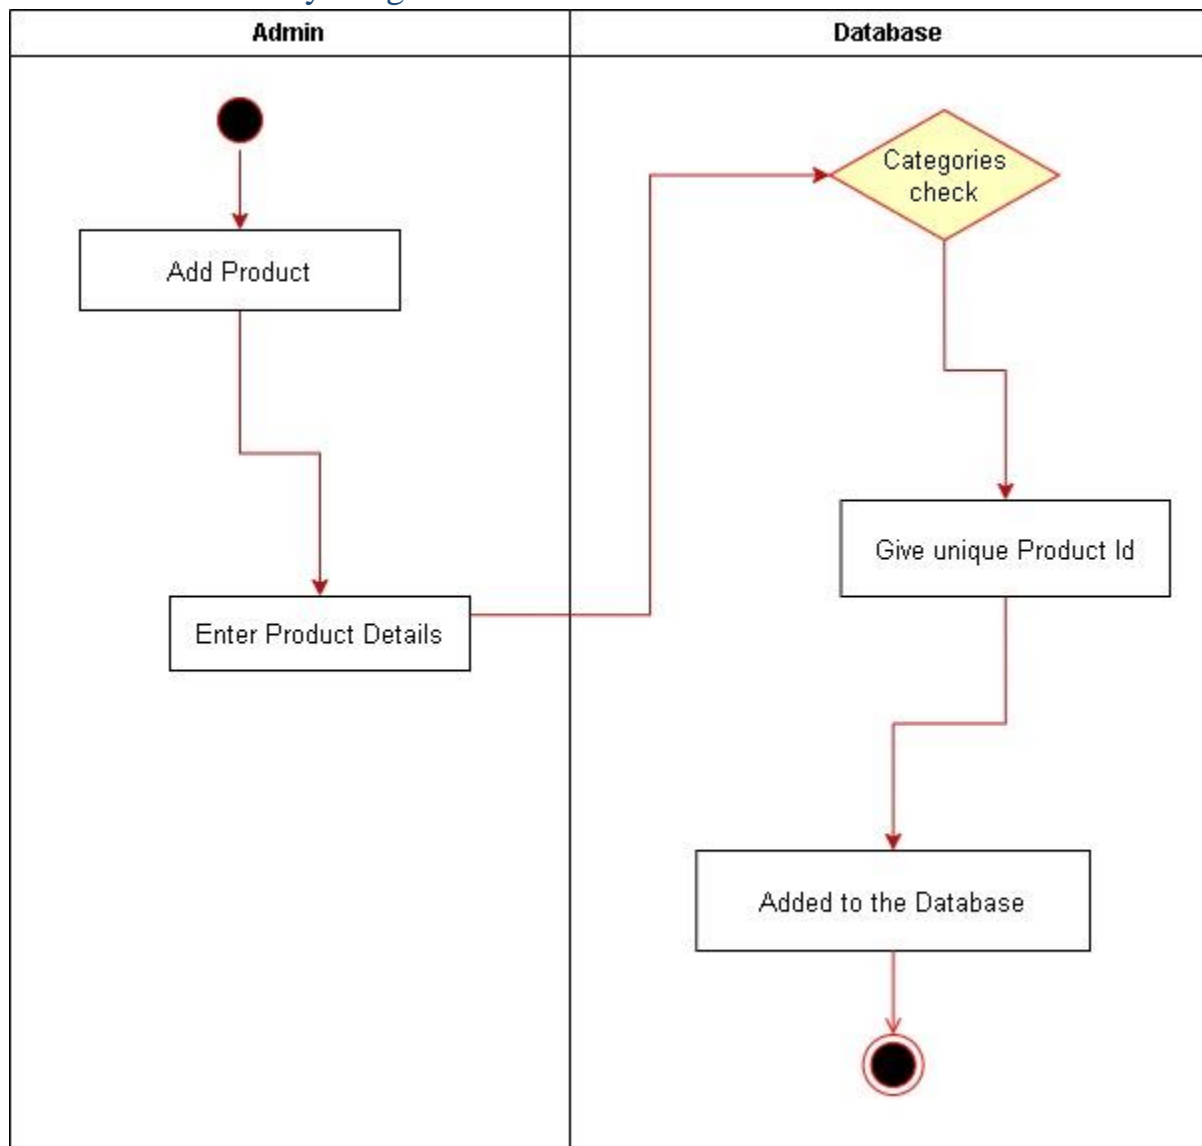 Admin
Database
Categories
check
Add Product
Give unique Product Id
Enter Product Details
Added to the Database